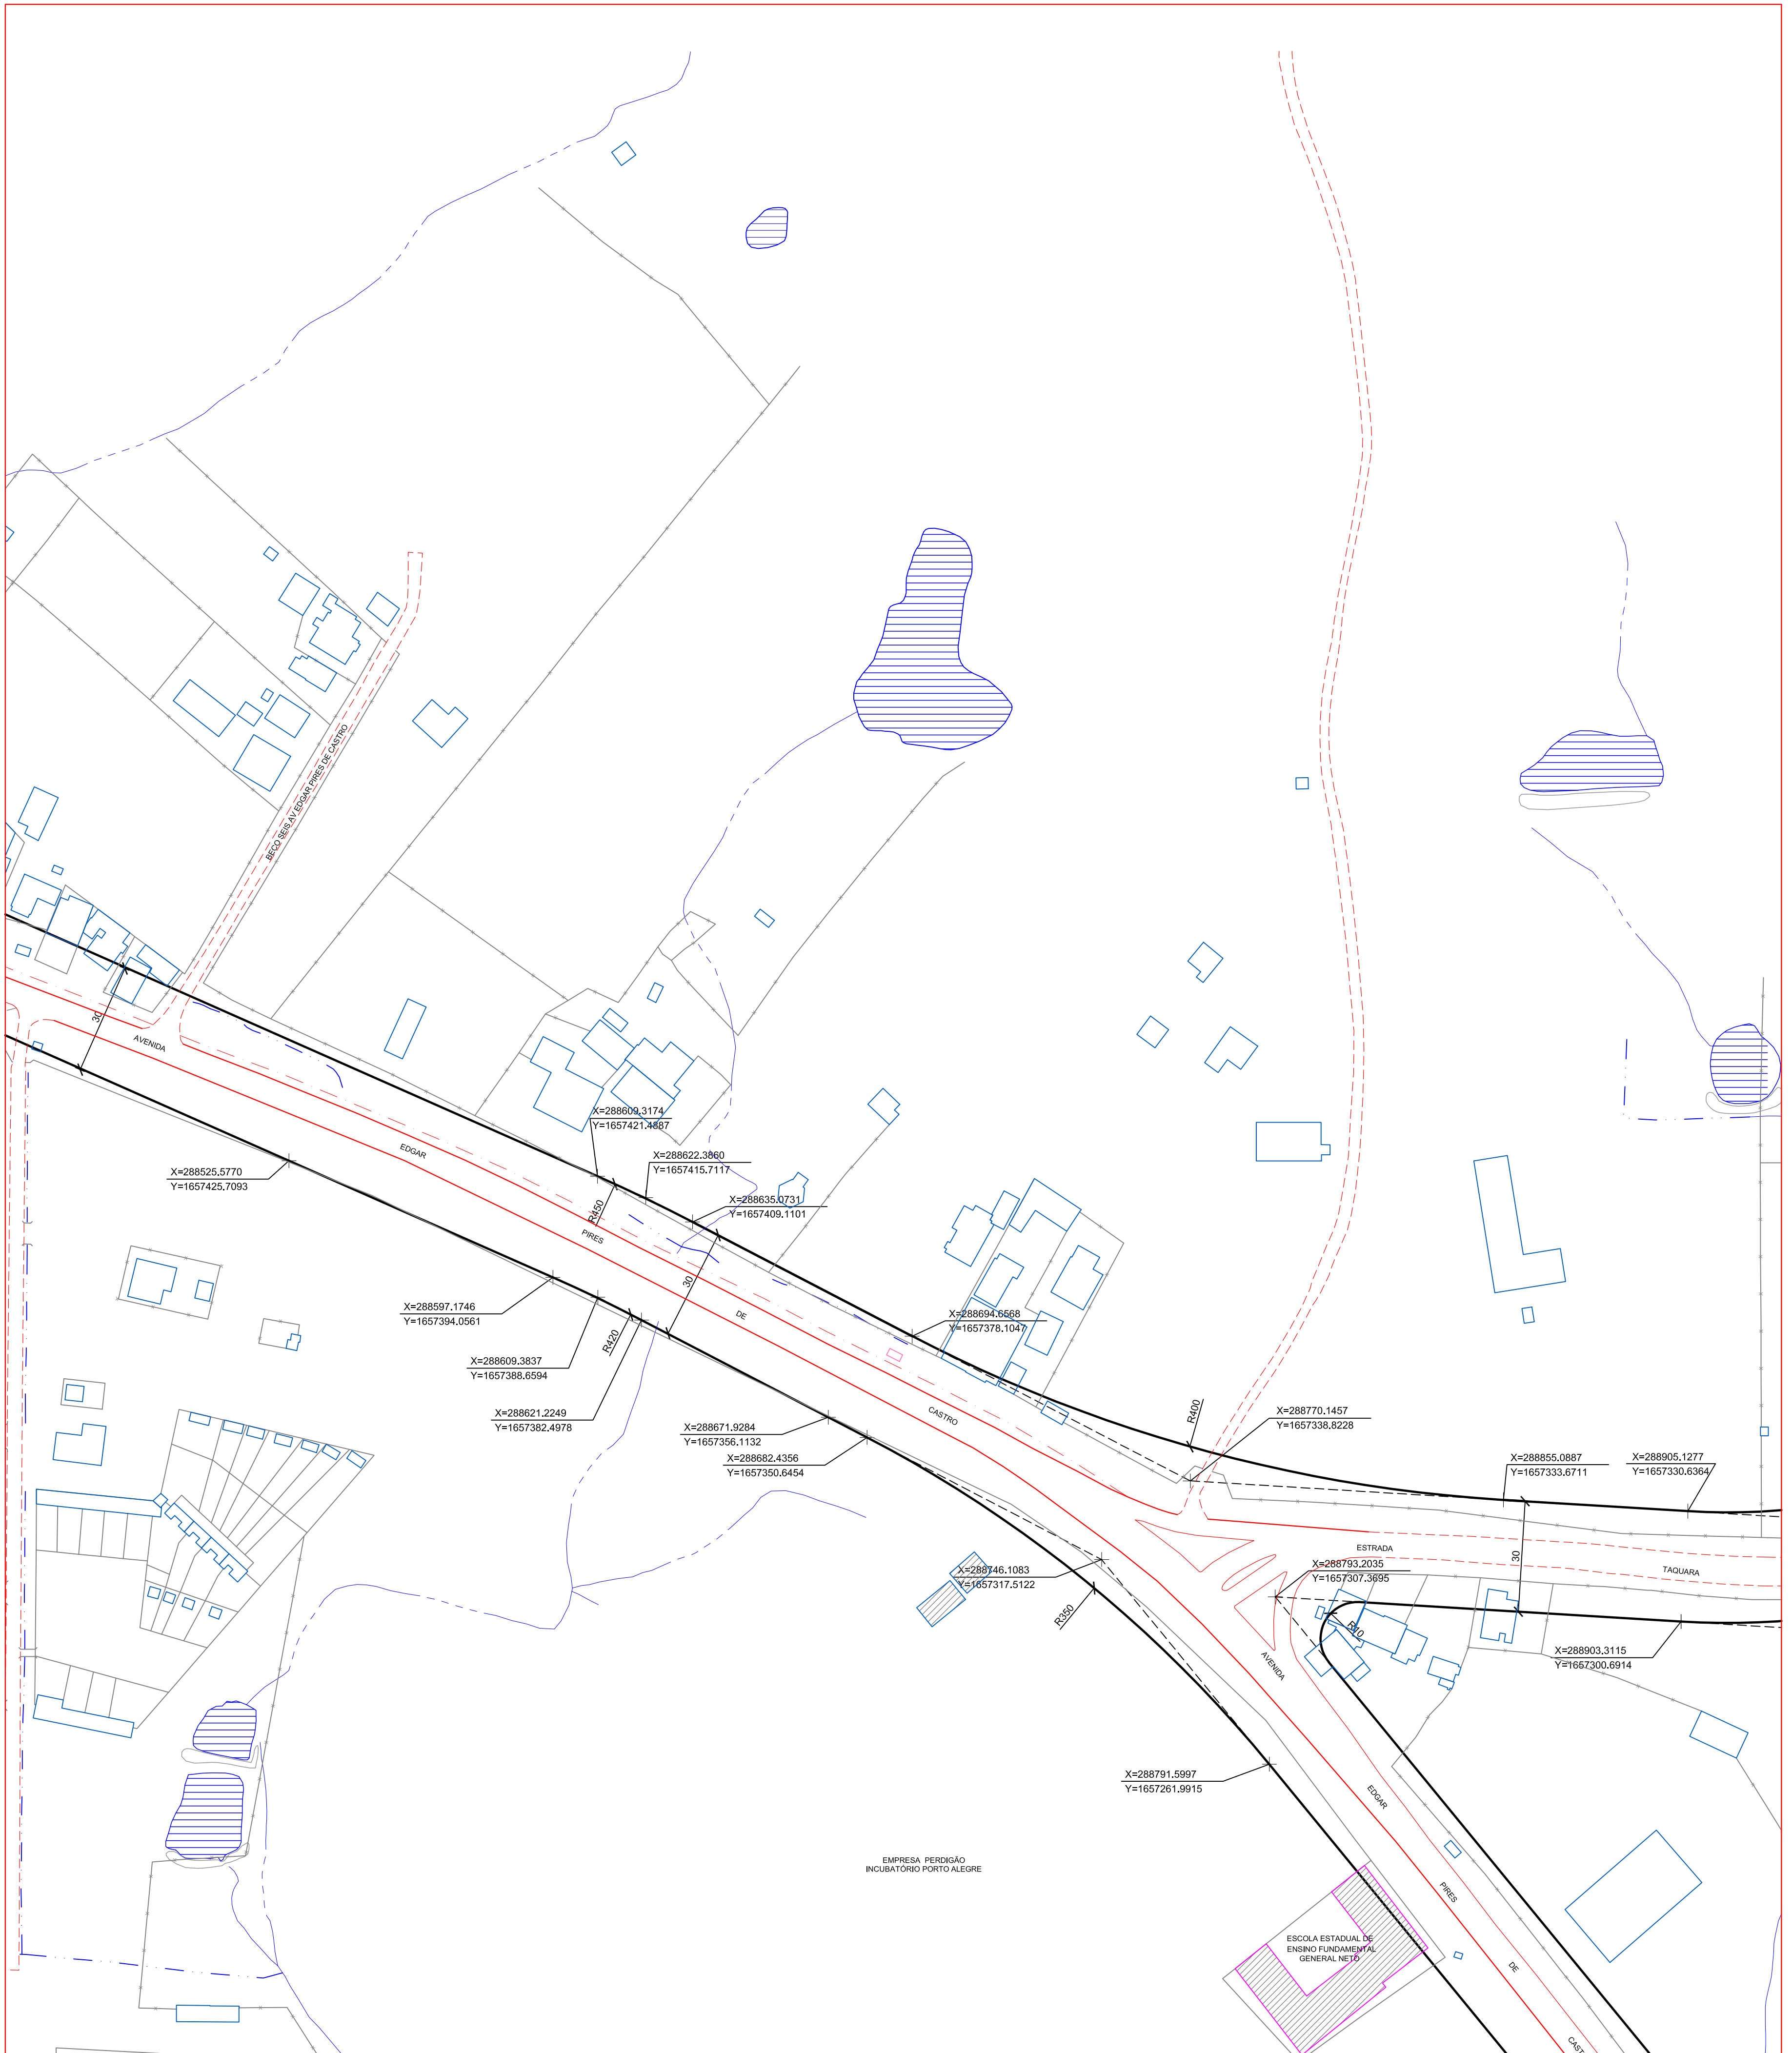 BECO SEIS AV EDGAR PIRES DE CASTRO
30
AVENIDA
X=288609.3174
Y=1657421.4887
EDGAR
X=288622.3860
Y=1657415.7117
X=288525.5770
Y=1657425.7093
X=288635.0731
Y=1657409.1101
R450
PIRES
30
X=288597.1746
Y=1657394.0561
DE
X=288694.6568
Y=1657378.1047
R420
X=288609.3837
Y=1657388.6594
X=288621.2249
Y=1657382.4978
CASTRO
R400
X=288770.1457
Y=1657338.8228
X=288671.9284
Y=1657356.1132
X=288682.4356
Y=1657350.6454
X=288855.0887
Y=1657333.6711
X=288905.1277
Y=1657330.6364
ESTRADA
30
X=288746.1083
Y=1657317.5122
X=288793.2035
Y=1657307.3695
TAQUARA
R350
R10
X=288903.3115
Y=1657300.6914
AVENIDA
X=288791.5997
Y=1657261.9915
EDGAR
EMPRESA PERDIGÃO
INCUBATÓRIO PORTO ALEGRE
PIRES
ESCOLA ESTADUAL DE
ENSINO FUNDAMENTAL
GENERAL NETO
DE
CAST